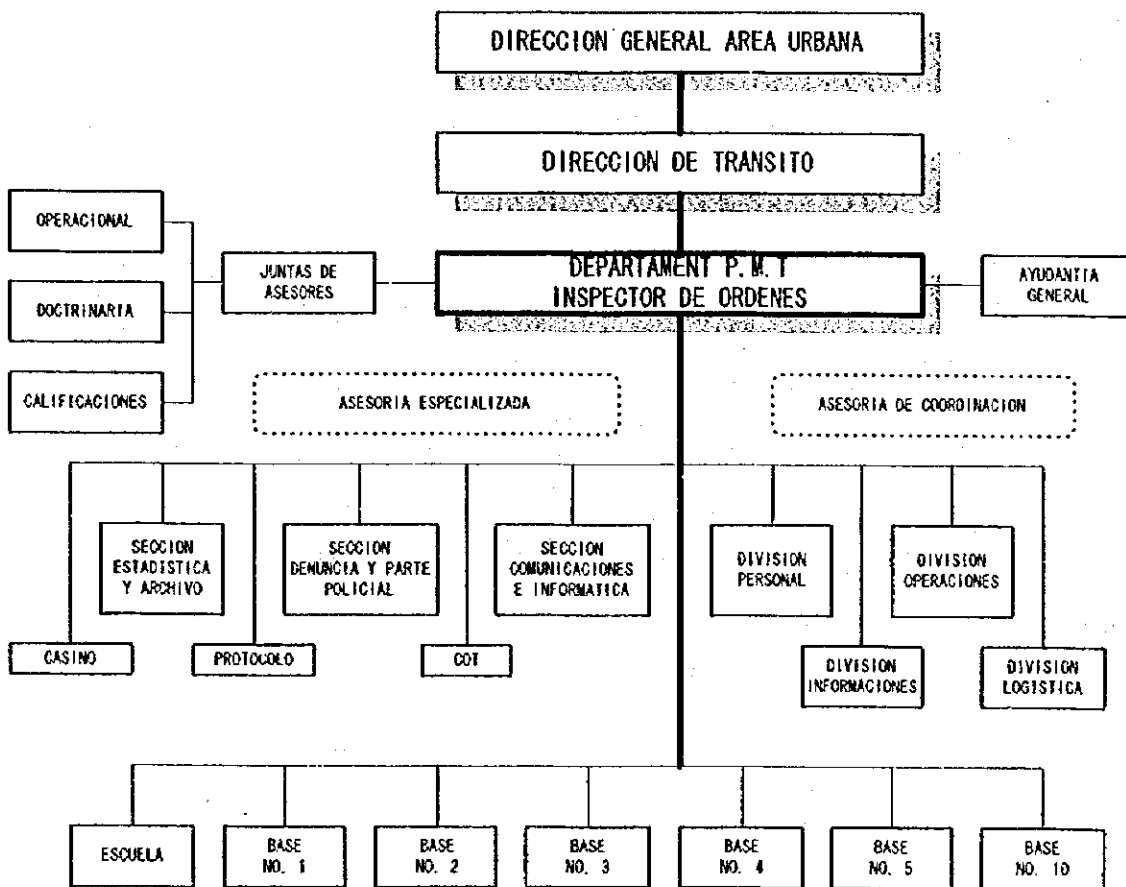 DIRECCION GENERAL AREA URBANA
DIRECCION DE TRANSITO
OPERACIONAL
JUNTAS DE
ASESORES
DEPARTAMENT P.M.T
INSPECTOR DE ORDENES
AYUDANTIA
GENERAL
DOCTRINARIA
CALIFICACIONES
ASESORIA ESPECIALIZADA
ASESORIA DE COORDINACION
SECCION
ESTADISTICA
Y ARCHIVO
SECCION
DENUNCIA Y PARTE
POLICIAL
SECCION
COMUNICACIONES
E INFORMATICA
DIVISION
PERSONAL
DIVISION
OPERACIONES
CASINO
PROTOCOLO
COT
DIVISION
INFORMACIONES
DIVISION
LOGISTICA
ESCUELA
BASE
NO. 1
BASE
NO. 2
BASE
NO. 3
BASE
NO. 4
BASE
NO. 5
BASE
NO. 10